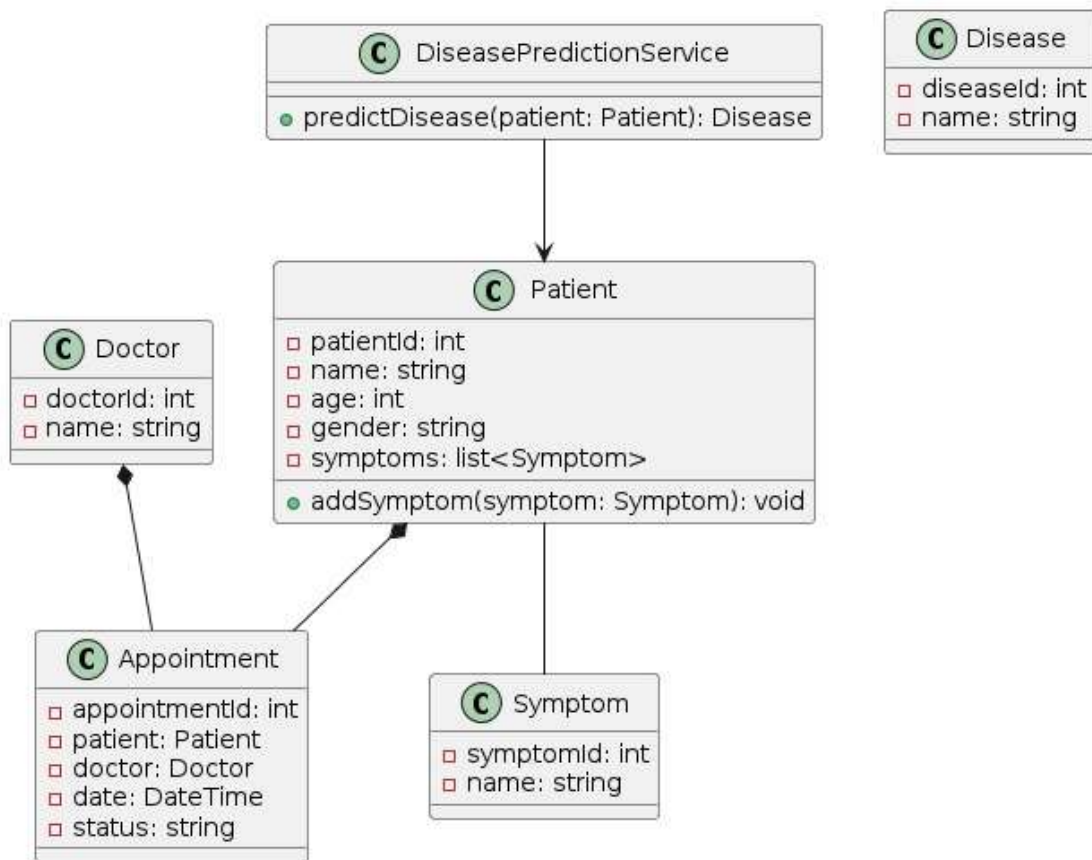 C DiseasePredictionService
predictDisease(patient: Patient): Disease
C Disease
diseaseId: int
name: string
C Patient
patientId: int
name: string
age: int
gender: string
symptoms: list<Symptom>
addSymptom(symptom: Symptom): void
C Doctor
doctorId: int
name: string
C Appointment
appointmentId: int
patient: Patient
doctor: Doctor
date: DateTime
status: string
C Symptom
symptomId: int
name: string